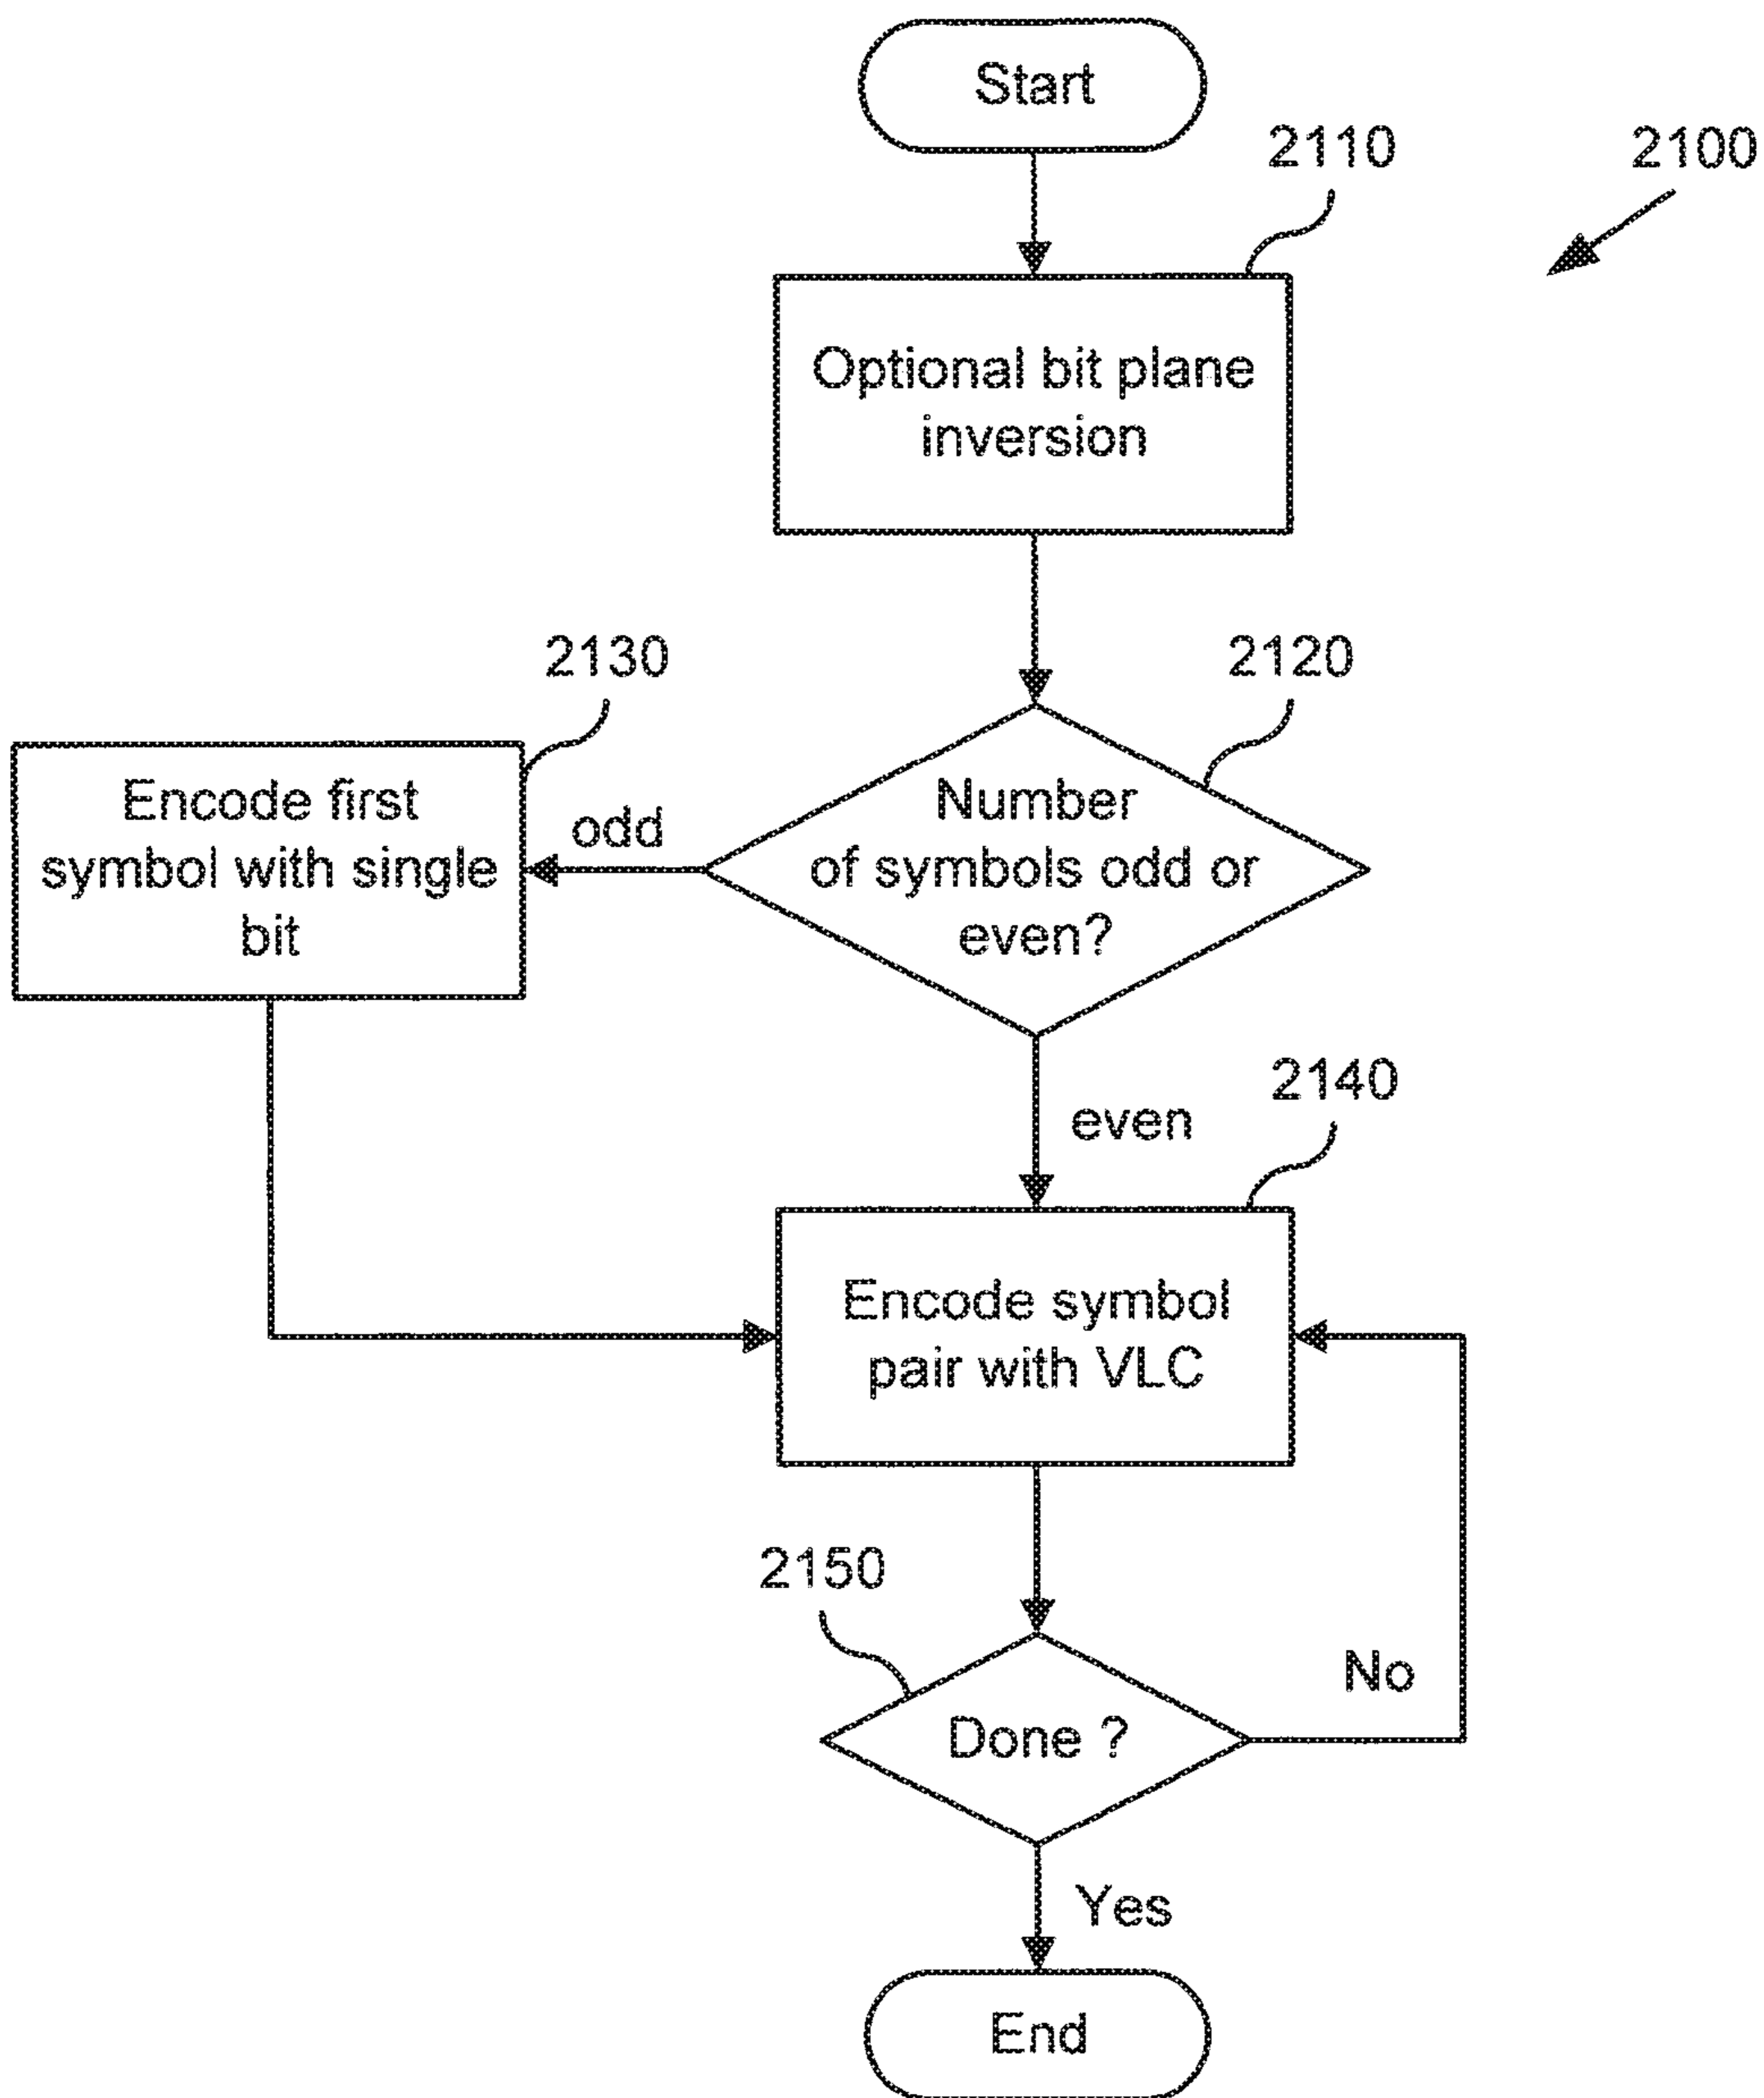 Start
2110
2100
Optional bit plane
inversion
2130
2120
Encode first
symbol with single
bit
odd
Number
of symbols odd or
even?
even
2140
Encode symbol
pair with VLC
2150
Done ?
No
Yes
End